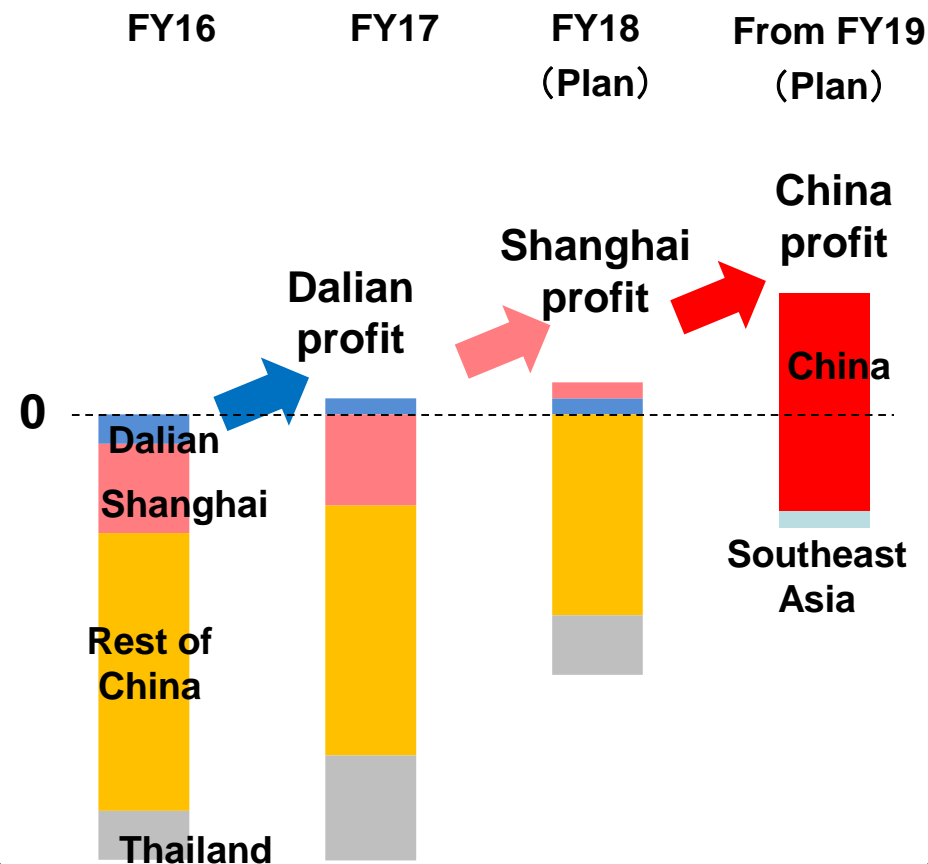 FY16
FY17
FY18
（Plan）
From FY19
（Plan）
China
profit
Shanghai
profit
Dalian
profit
China
0
Dalian
Shanghai
Southeast
Asia
Rest of
China
Thailand